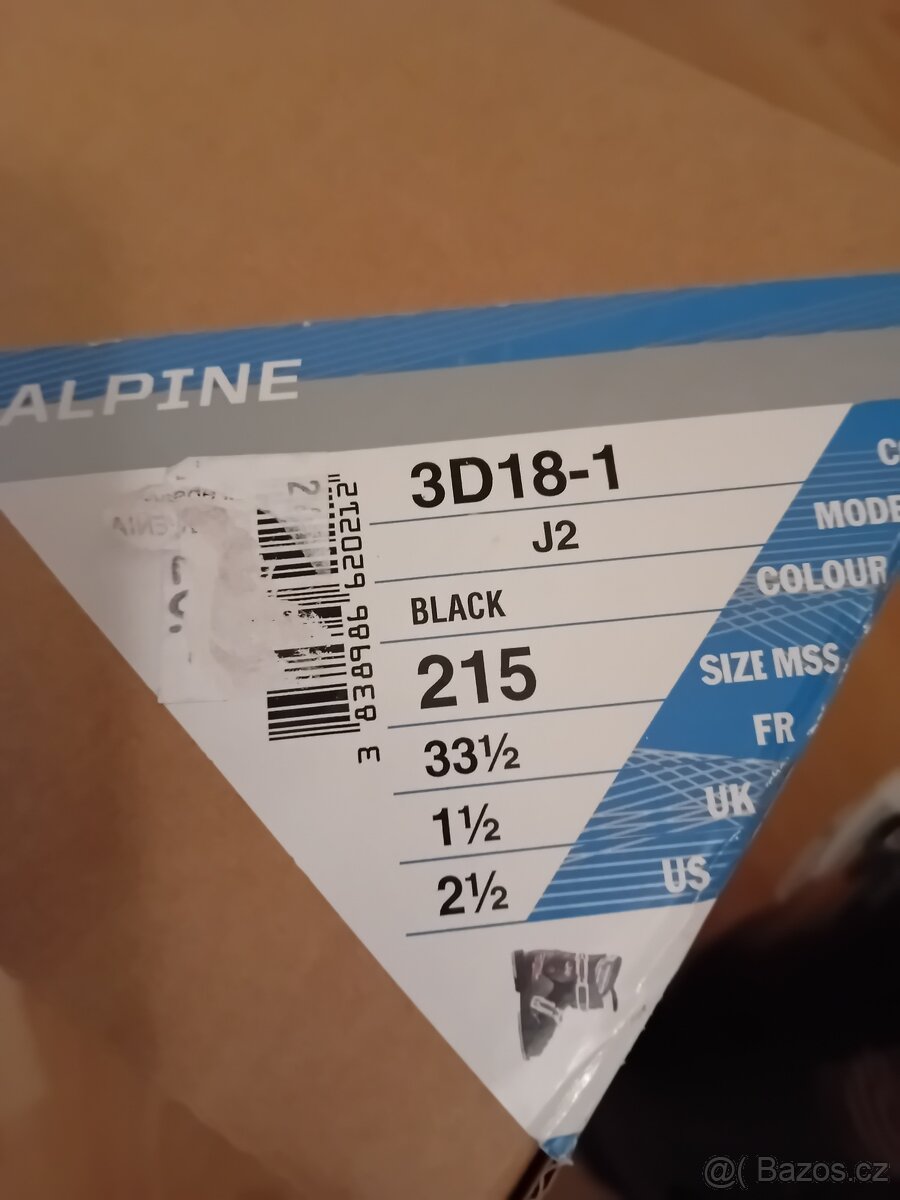 ALPINE
3D18-1
J2
MODE
BLACK
COLOUR
215
SIZE MSS
33½
FR
1½
UK
2½
US
3 838986 620212
@( Bazos.cz